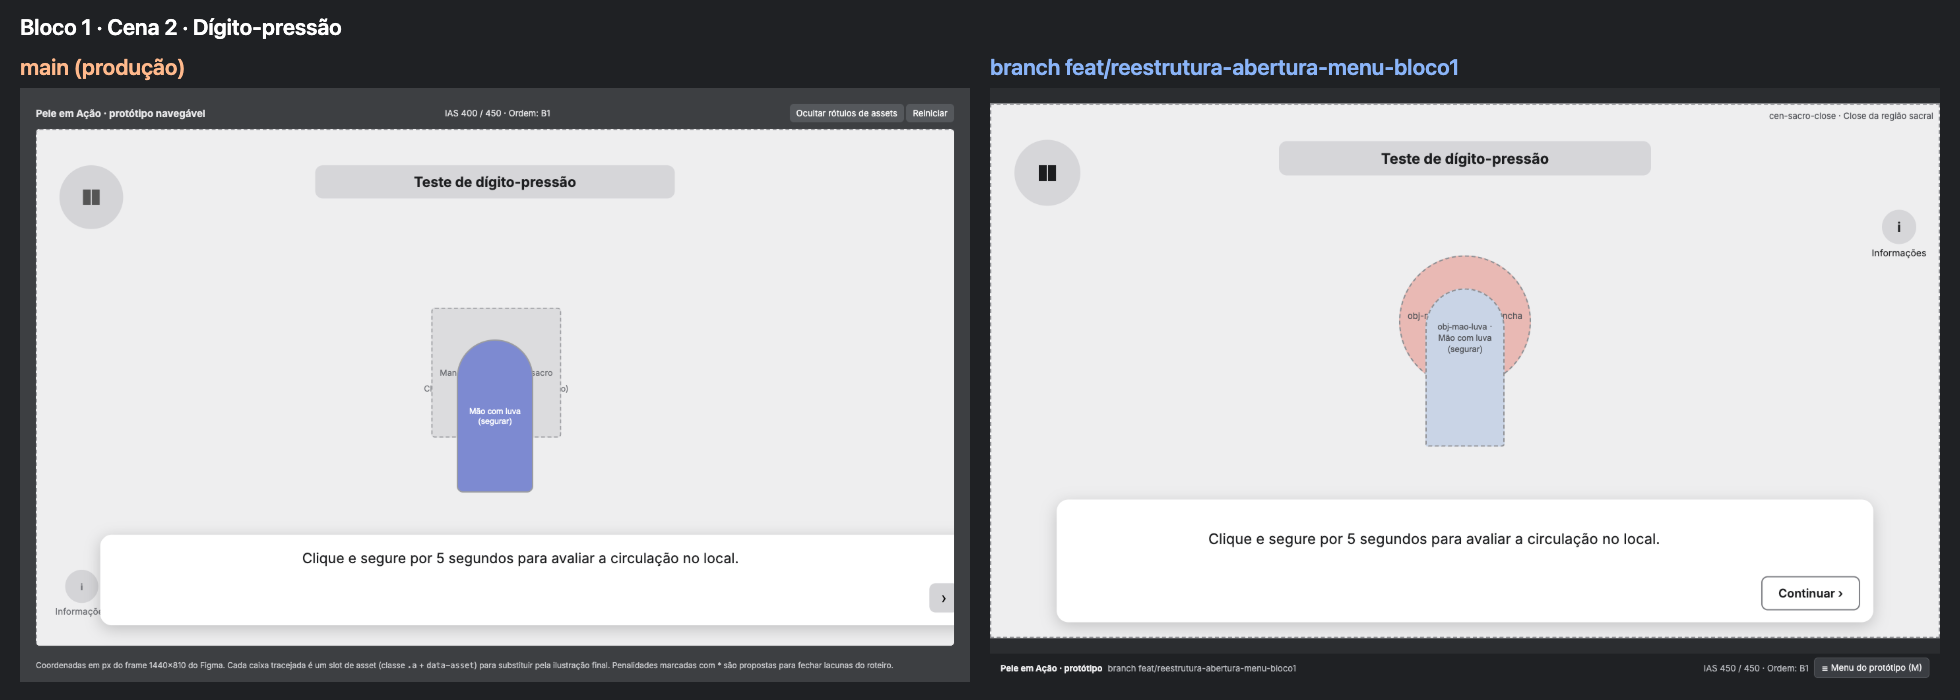 Bloco 1 · Cena 2 · Dígito-pressão
main (produção)
Pele em Ação · protótipo navegável
IAS 400 / 450 · Ordem: B1
Ocultar rótulos de assets
Reiniciar
Teste de dígito-pressão
Man
sacro
Cl
o)
Mão com luva
(segurar)
Clique e segure por 5 segundos para avaliar a circulação no local.
›
i
Informaçõe
Coordenadas em px do frame 1440×810 do Figma. Cada caixa tracejada é um slot de asset (classe .a + data-asset) para substituir pela ilustração final. Penalidades marcadas com * são propostas para fechar lacunas do roteiro.
branch feat/reestrutura-abertura-menu-bloco1
cen-sacro-close · Close da região sacral
Teste de dígito-pressão
i
Informações
obj-r
ncha
obj-mao-luva ·
Mão com luva
(segurar)
Clique e segure por 5 segundos para avaliar a circulação no local.
Continuar ›
Pele em Ação · protótipo branch feat/reestrutura-abertura-menu-bloco1
IAS 450 / 450 · Ordem: B1
≡ Menu do protótipo (M)